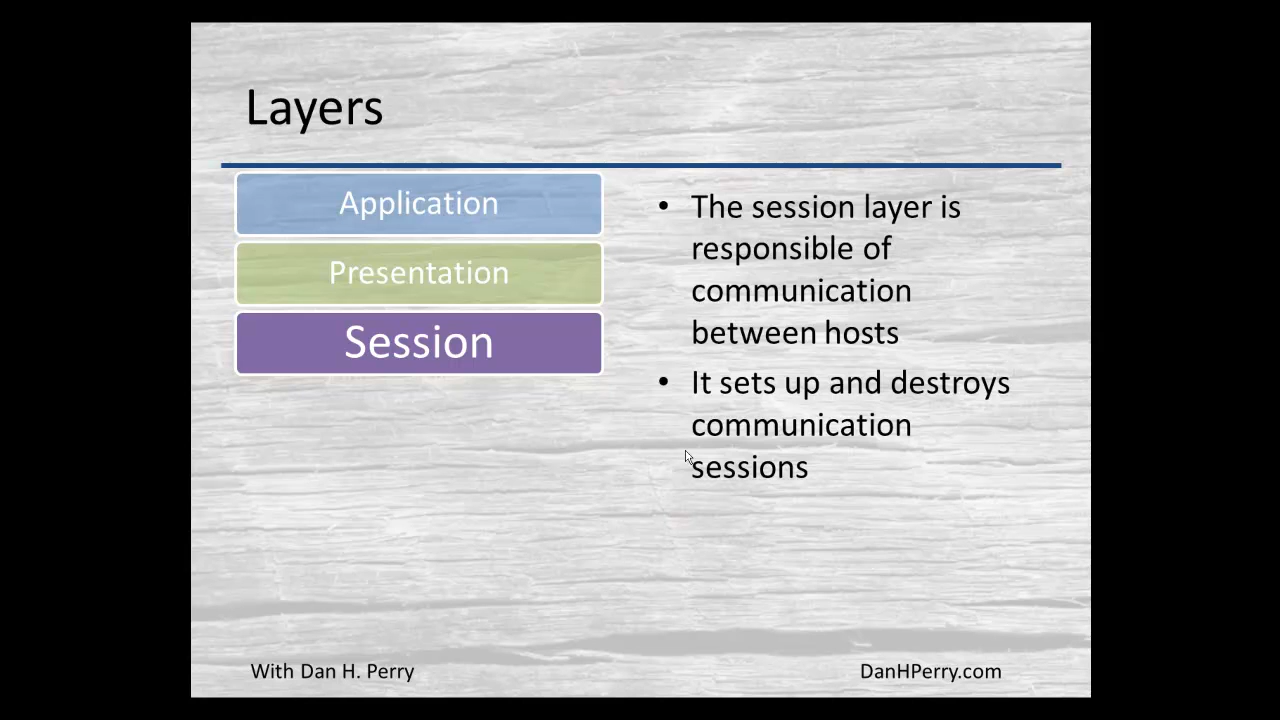 Layers
Application
Presentation
Session
• The session layer is
responsible of
communication
between hosts
• It sets up and destroys
communication
sessions
With Dan H. Perry
DanHPerry.com